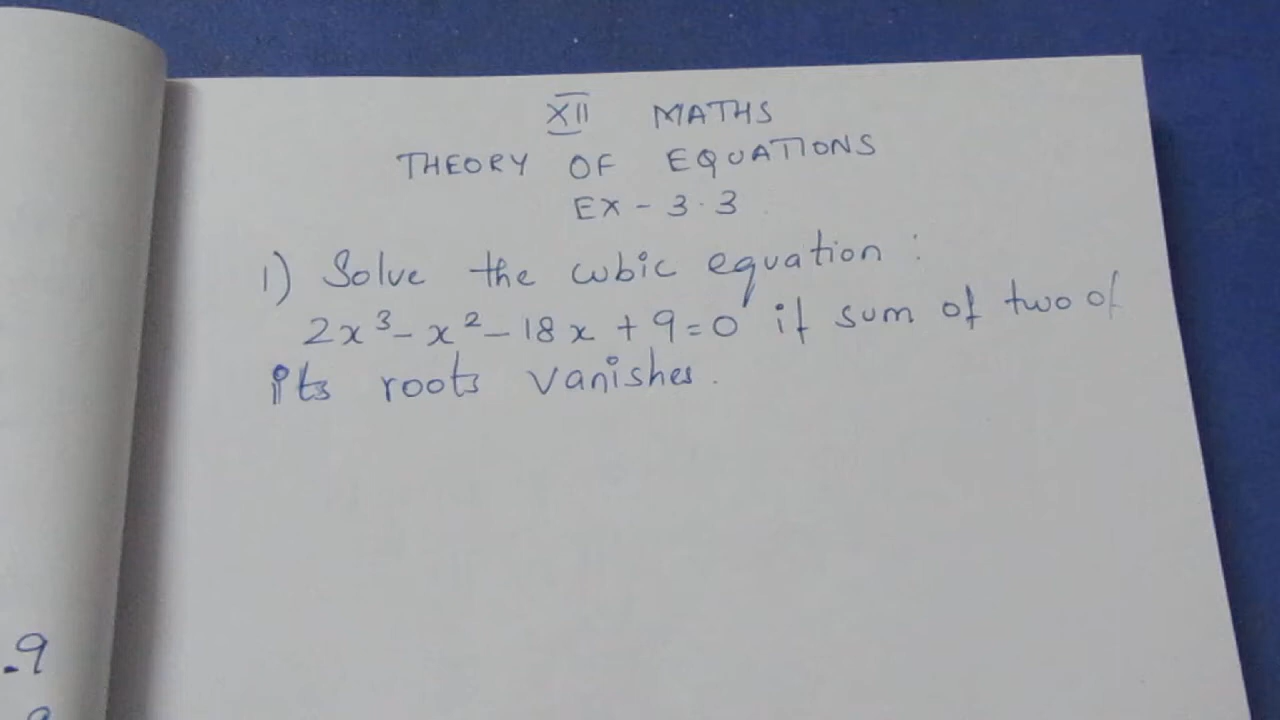 XII MATHS
THEORY OF EQUATIONS
EX - 3.3
1) Solve the cubic equation :
2x³ - x² - 18x + 9 = 0 if sum of two of
its roots vanishes.
-9